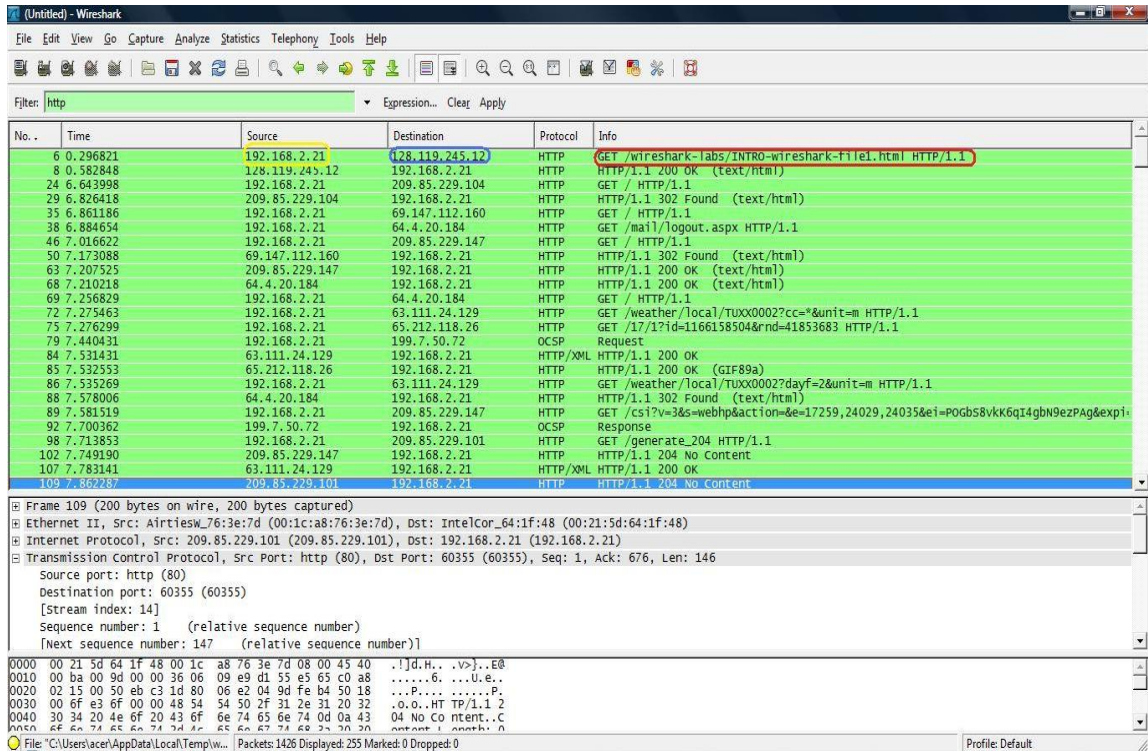 (Untitled) - Wireshark
File Edit View Go Capture Analyze Statistics Telephony Tools Help
Filter: http Expression... Clear Apply
No. . Time Source Destination Protocol Info
6 0.296821 192.168.2.21 128.119.245.12 HTTP GET /wireshark-labs/INTRO-wireshark-file1.html HTTP/1.1
8 0.582848 128.119.245.12 192.168.2.21 HTTP HTTP/1.1 200 OK (text/html)
24 6.643998 192.168.2.21 209.85.229.104 HTTP GET / HTTP/1.1
29 6.826418 209.85.229.104 192.168.2.21 HTTP HTTP/1.1 302 Found (text/html)
35 6.861186 192.168.2.21 69.147.112.160 HTTP GET / HTTP/1.1
38 6.884654 192.168.2.21 64.4.20.184 HTTP GET /mail/logout.aspx HTTP/1.1
46 7.016622 192.168.2.21 209.85.229.147 HTTP GET / HTTP/1.1
50 7.173088 69.147.112.160 192.168.2.21 HTTP HTTP/1.1 302 Found (text/html)
63 7.207525 209.85.229.147 192.168.2.21 HTTP HTTP/1.1 200 OK (text/html)
68 7.210218 64.4.20.184 192.168.2.21 HTTP HTTP/1.1 200 OK (text/html)
69 7.256829 192.168.2.21 64.4.20.184 HTTP GET / HTTP/1.1
72 7.275463 192.168.2.21 63.111.24.129 HTTP GET /weather/local/TUXX0002?cc=*&unit=m HTTP/1.1
75 7.276299 192.168.2.21 65.212.118.26 HTTP GET /17/1?id=1166158504&rnd=41853683 HTTP/1.1
79 7.440431 192.168.2.21 199.7.50.72 OCSP Request
84 7.531431 63.111.24.129 192.168.2.21 HTTP/XML HTTP/1.1 200 OK
85 7.532553 65.212.118.26 192.168.2.21 HTTP HTTP/1.1 200 OK (GIF89a)
86 7.535269 192.168.2.21 63.111.24.129 HTTP GET /weather/local/TUXX0002?dayf=2&unit=m HTTP/1.1
88 7.578006 64.4.20.184 192.168.2.21 HTTP HTTP/1.1 302 Found (text/html)
89 7.581519 192.168.2.21 209.85.229.147 HTTP GET /csi?v=3&s=webhp&action=&e=17259,24029,24035&ei=POGbS8vkK6qI4gbN9ezPAg&expi
92 7.700362 199.7.50.72 192.168.2.21 OCSP Response
98 7.713853 192.168.2.21 209.85.229.101 HTTP GET /generate_204 HTTP/1.1
102 7.749190 209.85.229.147 192.168.2.21 HTTP HTTP/1.1 204 No Content
107 7.783141 63.111.24.129 192.168.2.21 HTTP/XML HTTP/1.1 200 OK
109 7.862287 209.85.229.101 192.168.2.21 HTTP HTTP/1.1 204 No Content
Frame 109 (200 bytes on wire, 200 bytes captured)
Ethernet II, Src: AirtiesW_76:3e:7d (00:1c:a8:76:3e:7d), Dst: IntelCor_64:1f:48 (00:21:5d:64:1f:48)
Internet Protocol, Src: 209.85.229.101 (209.85.229.101), Dst: 192.168.2.21 (192.168.2.21)
Transmission Control Protocol, Src Port: http (80), Dst Port: 60355 (60355), Seq: 1, Ack: 676, Len: 146
Source port: http (80)
Destination port: 60355 (60355)
[Stream index: 14]
Sequence number: 1 (relative sequence number)
[Next sequence number: 147 (relative sequence number)]
0000 00 21 5d 64 1f 48 00 1c a8 76 3e 7d 08 00 45 40 .!]d.H.. .v>}..E@
0010 00 ba 00 9d 00 00 36 06 09 e9 d1 55 e5 65 c0 a8 ......6. ...U.e..
0020 02 15 00 50 eb c3 1d 80 06 e2 04 9d fe b4 50 18 ...P.... ......P.
0030 00 6f e3 6f 00 00 48 54 54 50 2f 31 2e 31 20 32 .o.o..HT TP/1.1 2
0040 30 34 20 4e 6f 20 43 6f 6e 74 65 6e 74 0d 0a 43 04 No Co ntent..C
0050 6f 6e 74 65 6e 74 2d 4c 65 6e 67 74 68 3a 20 30 ontent-L ength: 0
File: "C:\Users\acer\AppData\Local\Temp\w... Packets: 1426 Displayed: 255 Marked: 0 Dropped: 0 Profile: Default